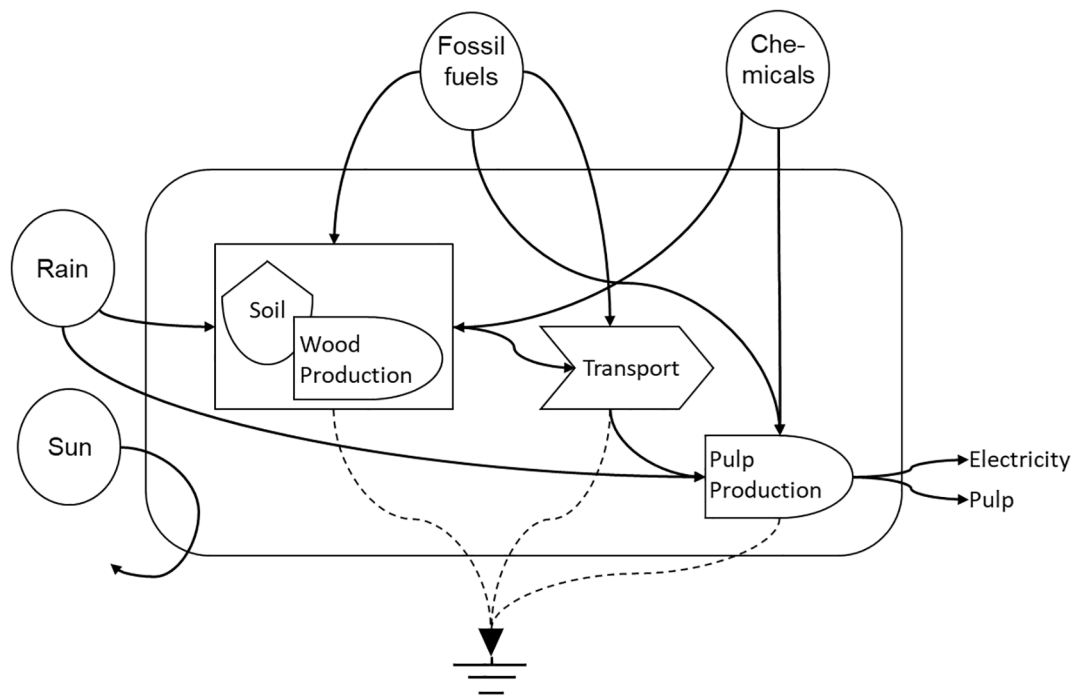 Fossil
fuels
Che-
micals
Rain
Soil
Wood
Production
Transport
Sun
Pulp
Production
Electricity
Pulp